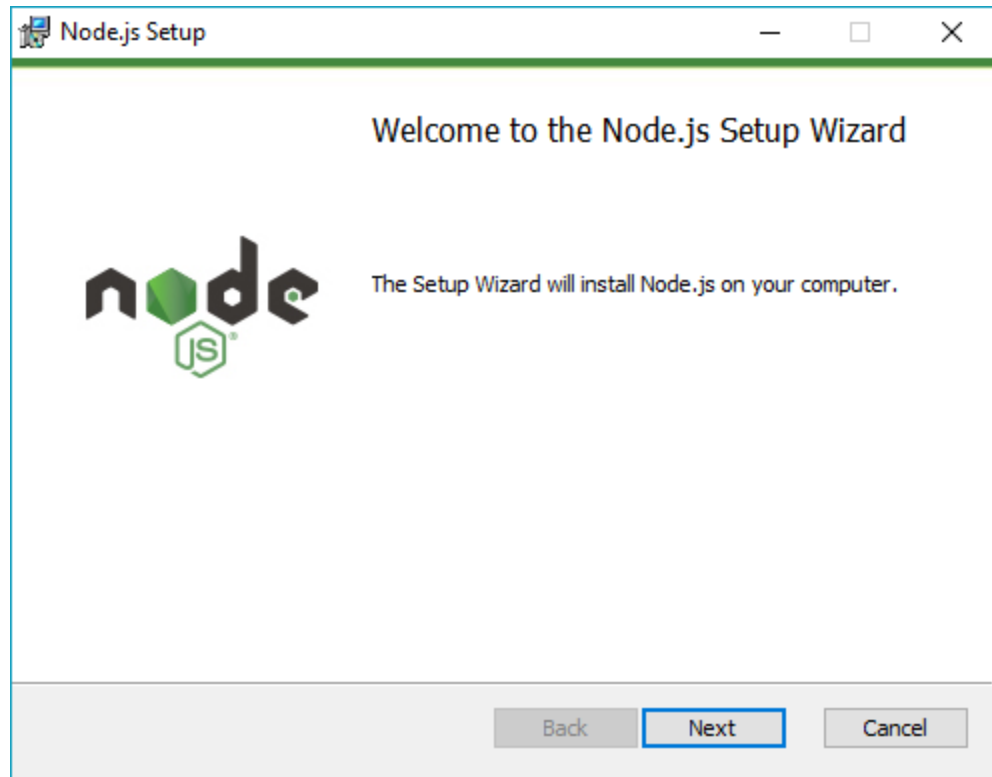 Node.js Setup
Welcome to the Node.js Setup Wizard
The Setup Wizard will install Node.js on your computer.
node
JS®
Back Next Cancel